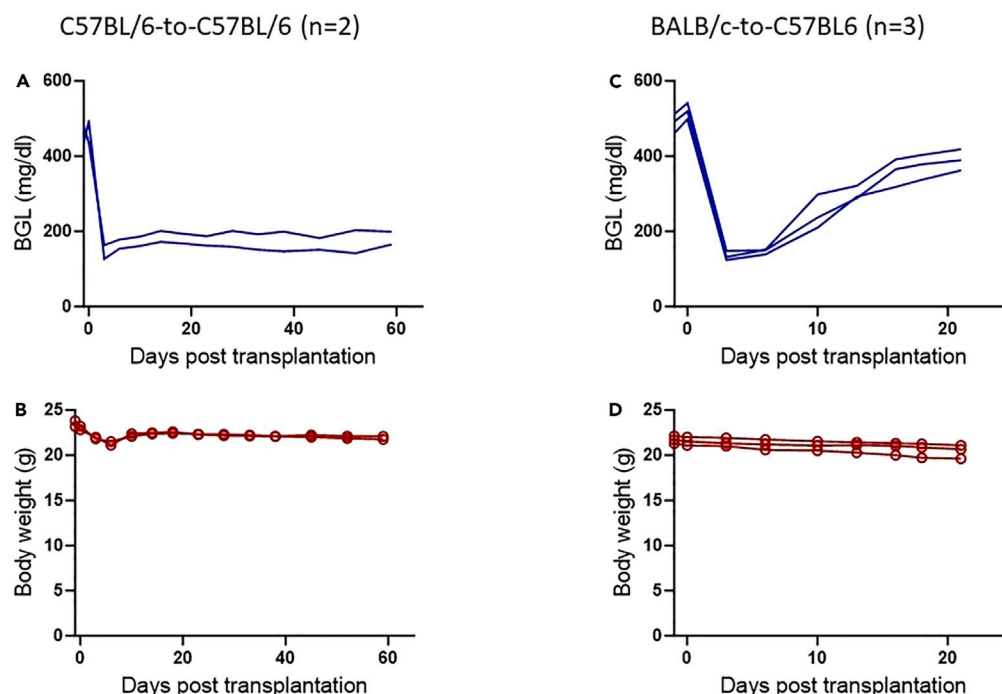 C57BL/6-to-C57BL/6 (n=2)
BALB/c-to-C57BL6 (n=3)
A
600
400
200
0
BGL (mg/dl)
0 20 40 60
Days post transplantation
C
600
400
200
0
BGL (mg/dl)
0 10 20
Days post transplantation
B
25
20
15
10
5
0
Body weight (g)
0 20 40 60
Days post transplantation
D
25
20
15
10
5
0
Body weight (g)
0 10 20
Days post transplantation